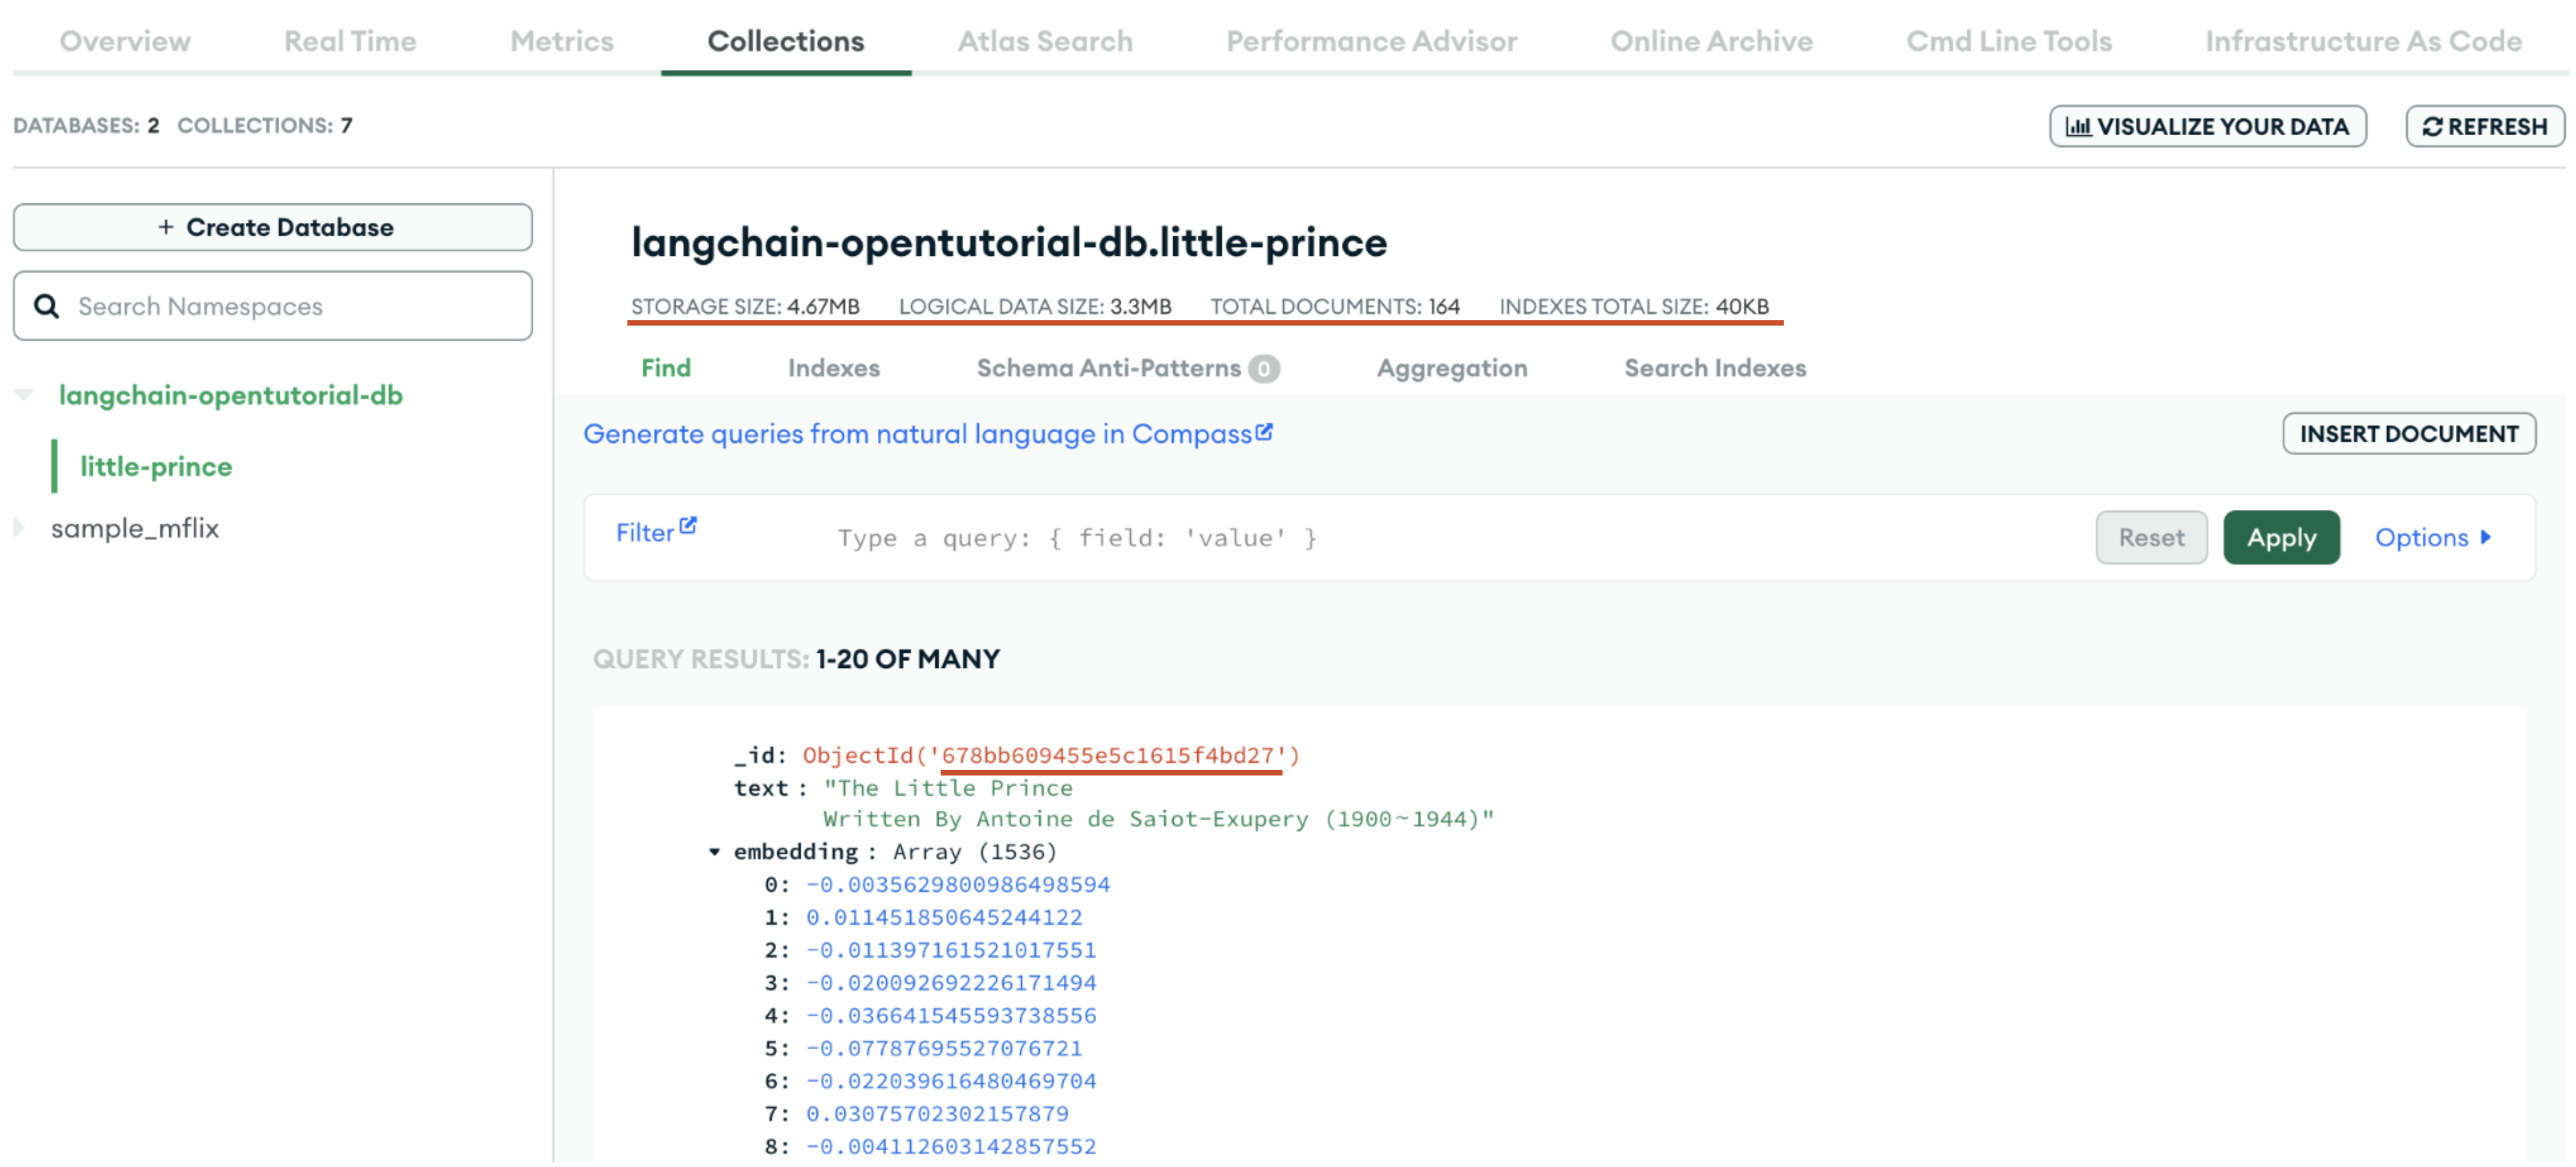 Overview Real Time Metrics Collections Atlas Search Performance Advisor Online Archive Cmd Line Tools Infrastructure As Code
DATABASES: 2 COLLECTIONS: 7 VISUALIZE YOUR DATA REFRESH
+ Create Database
Search Namespaces
langchain-opentutorial-db
little-prince
sample_mflix
langchain-opentutorial-db.little-prince
STORAGE SIZE: 4.67MB LOGICAL DATA SIZE: 3.3MB TOTAL DOCUMENTS: 164 INDEXES TOTAL SIZE: 40KB
Find Indexes Schema Anti-Patterns 0 Aggregation Search Indexes
Generate queries from natural language in Compass INSERT DOCUMENT
Filter Type a query: { field: 'value' } Reset Apply Options
QUERY RESULTS: 1-20 OF MANY
_id: ObjectId('678bb609455e5c1615f4bd27')
text : "The Little Prince
Written By Antoine de Saiot-Exupery (1900~1944)"
embedding : Array (1536)
0: -0.0035629800986498594
1: 0.011451850645244122
2: -0.011397161521017551
3: -0.020092692226171494
4: -0.036641545593738556
5: -0.07787695527076721
6: -0.022039616480469704
7: 0.03075702302157879
8: -0.004112603142857552